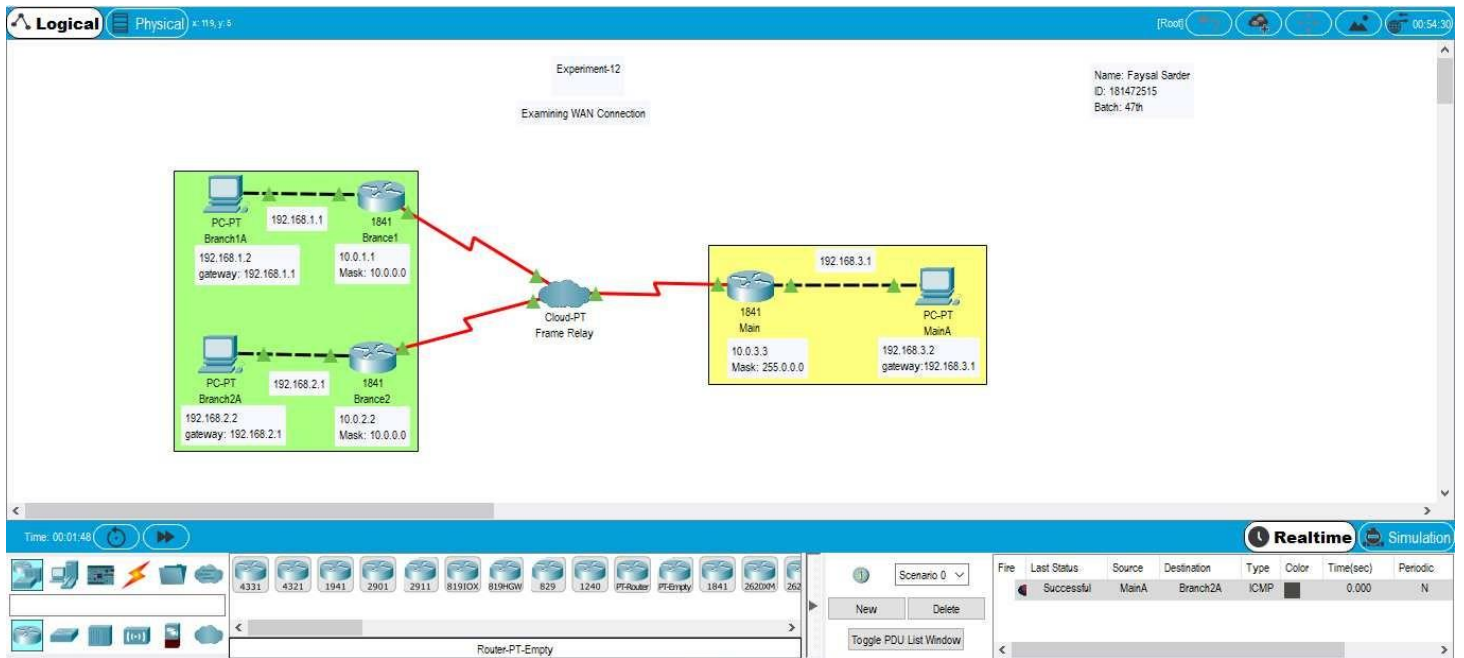 Logical
Physical
x: 119, y: 5
[Root]
00:54:30
Experiment-12
Examining WAN Connection
Name: Faysal Sarder
ID: 181472515
Batch: 47th
192.168.1.1
PC-PT
Branch1A
1841
Brance1
192.168.1.2
gateway: 192.168.1.1
10.0.1.1
Mask: 10.0.0.0
Cloud-PT
Frame Relay
192.168.2.1
PC-PT
Branch2A
1841
Brance2
192.168.2.2
gateway: 192.168.2.1
10.0.2.2
Mask: 10.0.0.0
192.168.3.1
1841
Main
PC-PT
MainA
10.0.3.3
Mask: 255.0.0.0
192.168.3.2
gateway:192.168.3.1
Time: 00:01:48
Realtime
Simulation
4331 4321 1941 2901 2911 819IOX 819HGW 829 1240 PT-Router PT-Empty 1841 2620XM 262
Router-PT-Empty
Scenario 0
New Delete
Toggle PDU List Window
Fire Last Status Source Destination Type Color Time(sec) Periodic
Successful MainA Branch2A ICMP 0.000 N